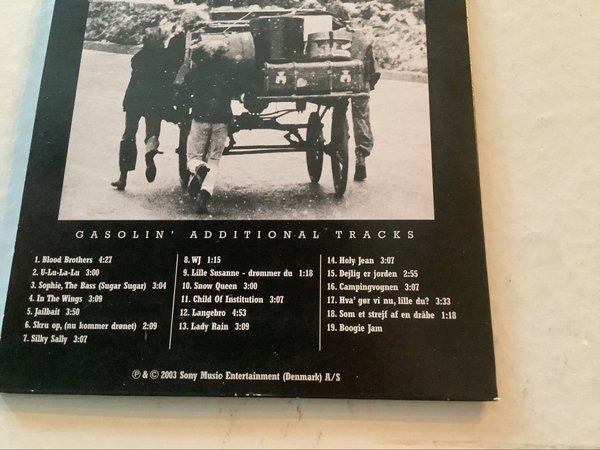 GASOLIN' ADDITIONAL TRACKS
1. Blood Brothers 4:27
2. U-Lu-La-Lu 3:00
3. Sophie, The Bass (Sugar Sugar) 3:04
4. In The Wings 3:09
5. Jailbait 3:50
6. Skru op, (nu kommer drønet) 2:09
7. Silky Sally 3:07
8. WJ 1:15
9. Lille Susanne - drømmer du 1:18
10. Snow Queen 3:00
11. Child Of Institution 3:07
12. Langebro 4:53
13. Lady Rain 3:09
14. Holy Jean 3:07
15. Dejlig er jorden 2:55
16. Campingvognen 3:07
17. Hva' gør vi nu, lille du? 3:33
18. Som et strejf af en dråbe 1:18
19. Boogie Jam
℗ & © 2003 Sony Music Entertainment (Denmark) A/S